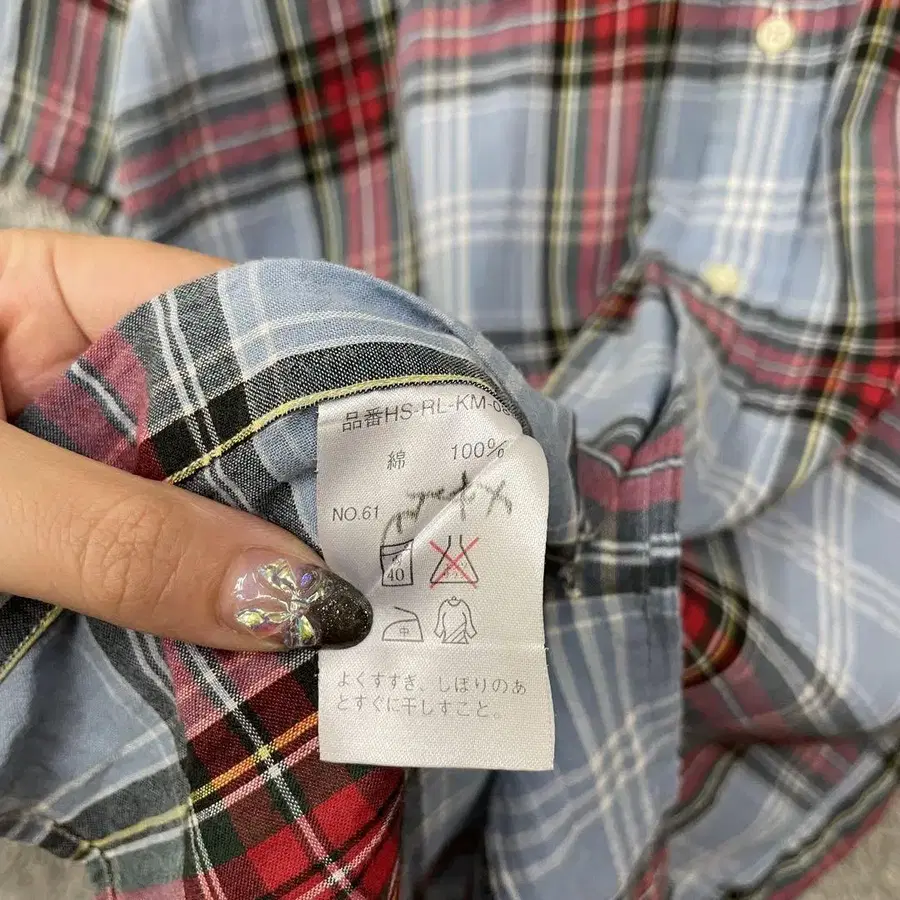 品番HS-RL-KM-0
綿 100%
NO.61
40
中
よくすすぎ、しぼりのあ
とすぐに干しすこと。